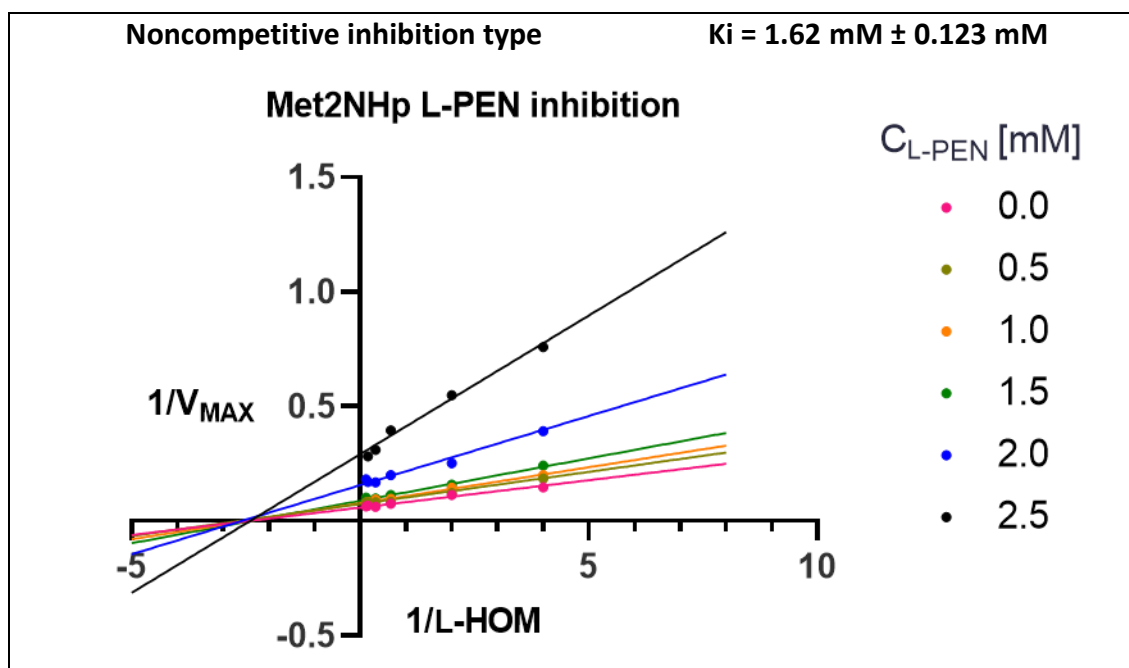 Noncompetitive inhibition type Ki = 1.62 mM ± 0.123 mM
Met2NHp L-PEN inhibition
C_L-PEN [mM]
1.5
0.0
0.5
1.0
1.0
1/V_MAX
0.5
1.5
2.0
2.5
-5
5
10
-0.5
1/L-HOM